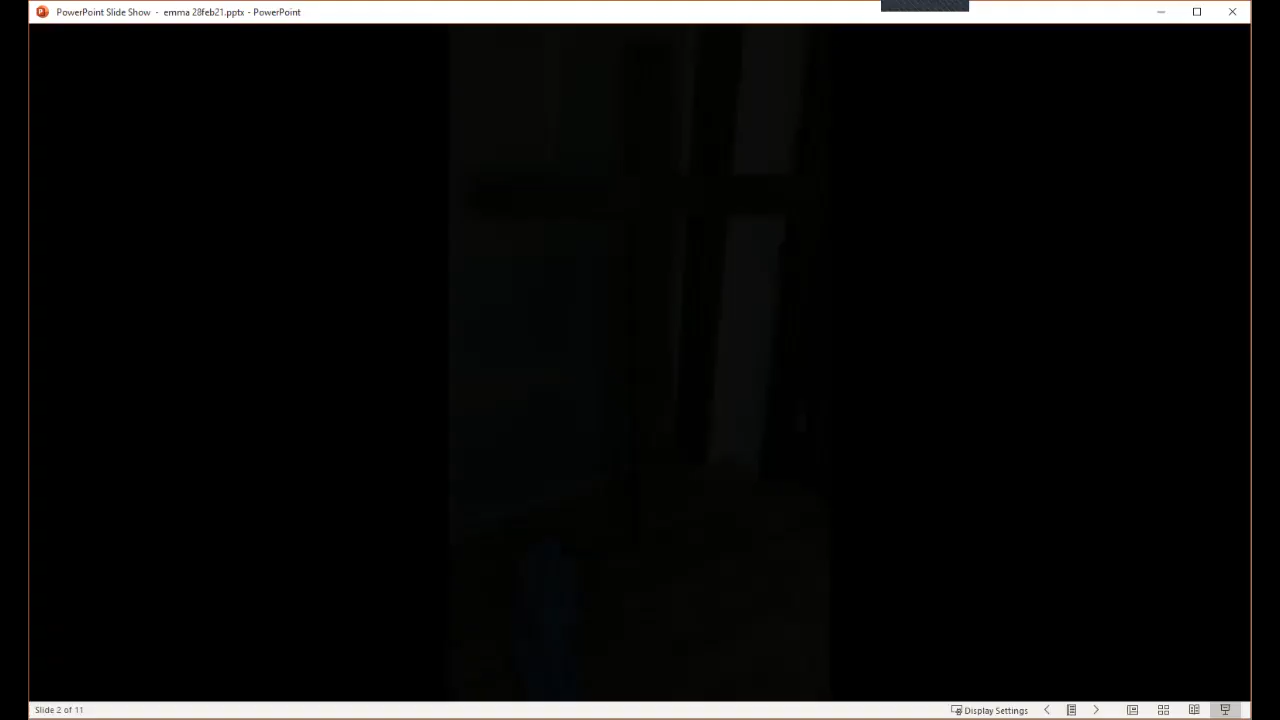 PowerPoint Slide Show - emma 28feb21.pptx - PowerPoint
Slide 2 of 11
Display Settings